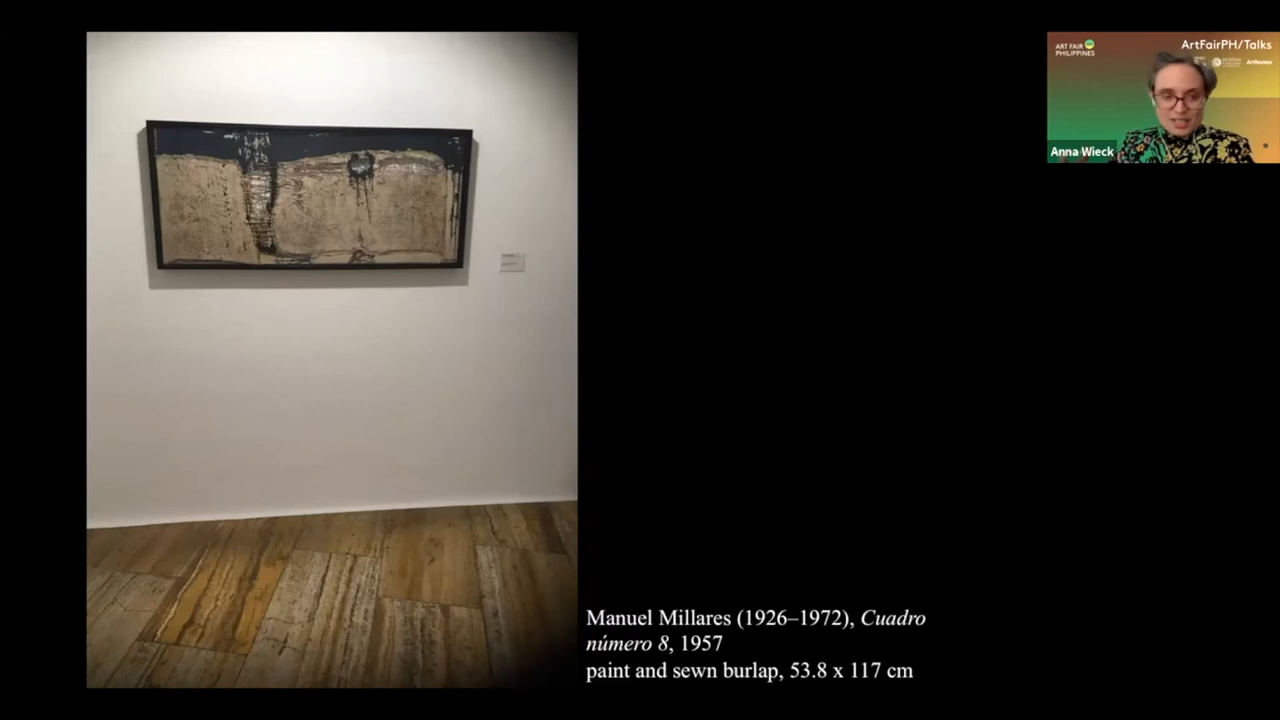 ART FAIR
PHILIPPINES
ArtFairPH/Talks
ArtReview
Anna Wieck
Manuel Millares (1926–1972), Cuadro
número 8, 1957
paint and sewn burlap, 53.8 x 117 cm